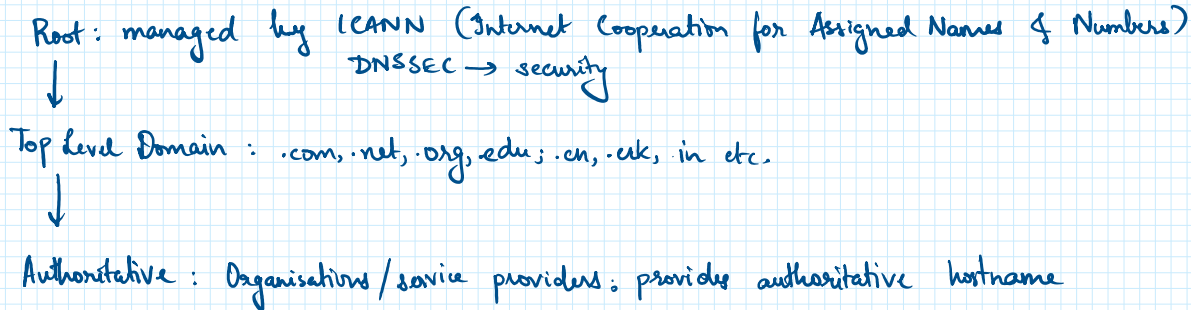 Root: managed by ICANN (Internet Cooperation for Assigned Names & Numbers)
DNSSEC → security
Top Level Domain : .com, .net, .org, .edu; .cn, .uk, .in etc.
Authoritative : Organisations/service providers: provides authoritative hostname